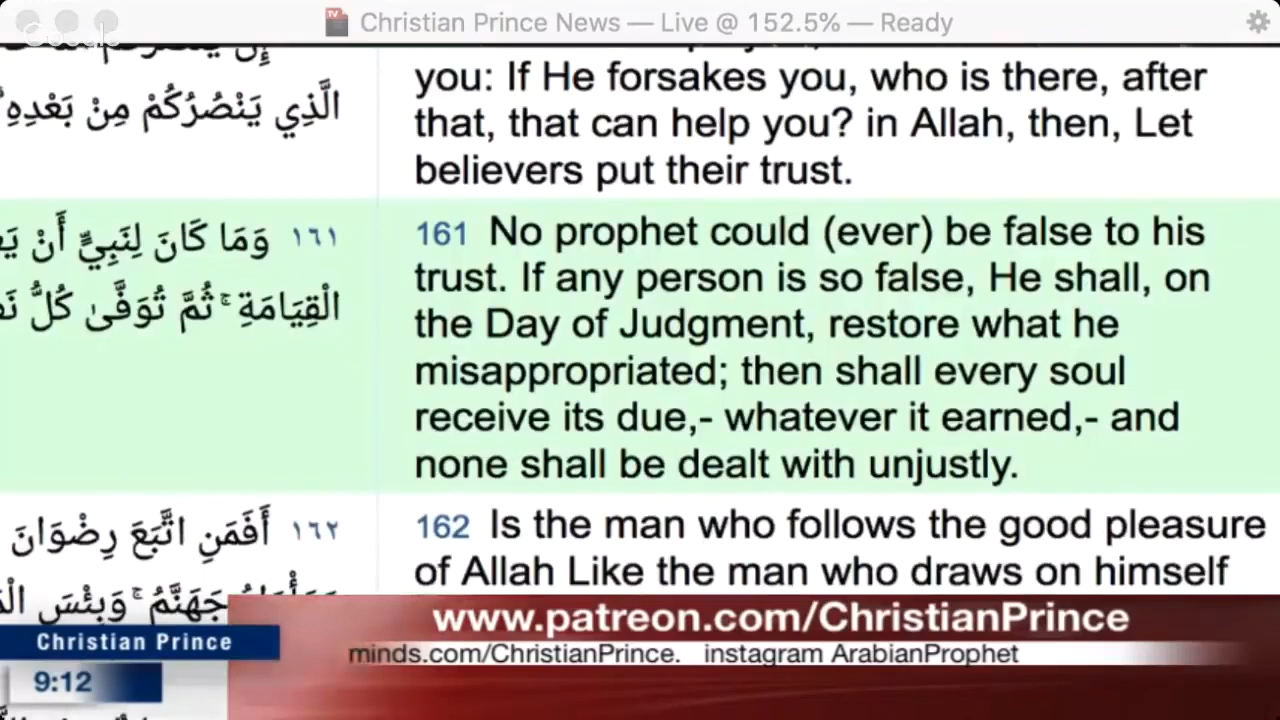 Christian Prince News — Live @ 152.5% — Ready
Google
الَّذِي يَنْصُرُكُمْ مِنْ بَعْدِهِ
you: If He forsakes you, who is there, after
that, that can help you? in Allah, then, Let
believers put their trust.
١٦١ وَمَا كَانَ لِنَبِيٍّ أَنْ
الْقِيَامَةِ ۚ ثُمَّ تُوَفَّىٰ كُلُّ
161 No prophet could (ever) be false to his
trust. If any person is so false, He shall, on
the Day of Judgment, restore what he
misappropriated; then shall every soul
receive its due,- whatever it earned,- and
none shall be dealt with unjustly.
١٦٢ أَفَمَنِ اتَّبَعَ رِضْوَانَ
جَهَنَّمُ ۚ وَبِئْسَ
162 Is the man who follows the good pleasure
of Allah Like the man who draws on himself
www.patreon.com/ChristianPrince
Christian Prince
minds.com/ChristianPrince. instagram ArabianProphet
9:12